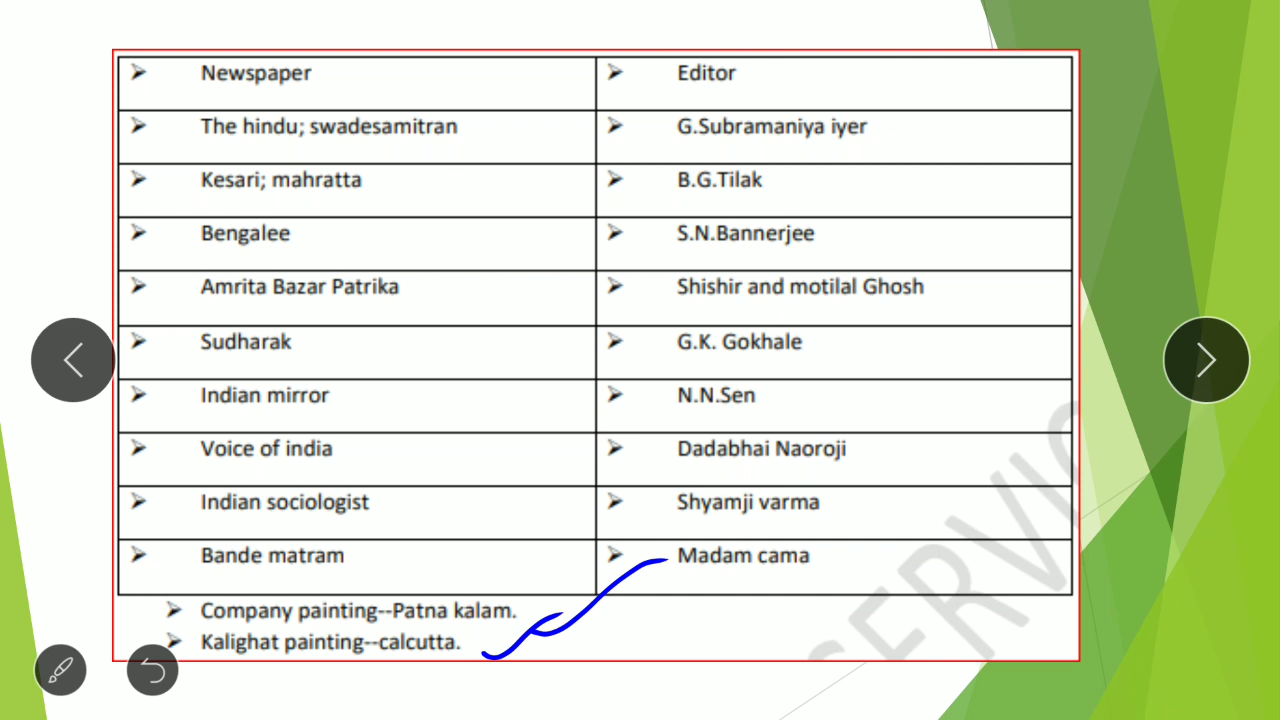 Newspaper Editor
The hindu; swadesamitran G.Subramaniya iyer
Kesari; mahratta B.G.Tilak
Bengalee S.N.Bannerjee
Amrita Bazar Patrika Shishir and motilal Ghosh
Sudharak G.K. Gokhale
Indian mirror N.N.Sen
Voice of india Dadabhai Naoroji
Indian sociologist Shyamji varma
Bande matram Madam cama
Company painting--Patna kalam.
Kalighat painting--calcutta.